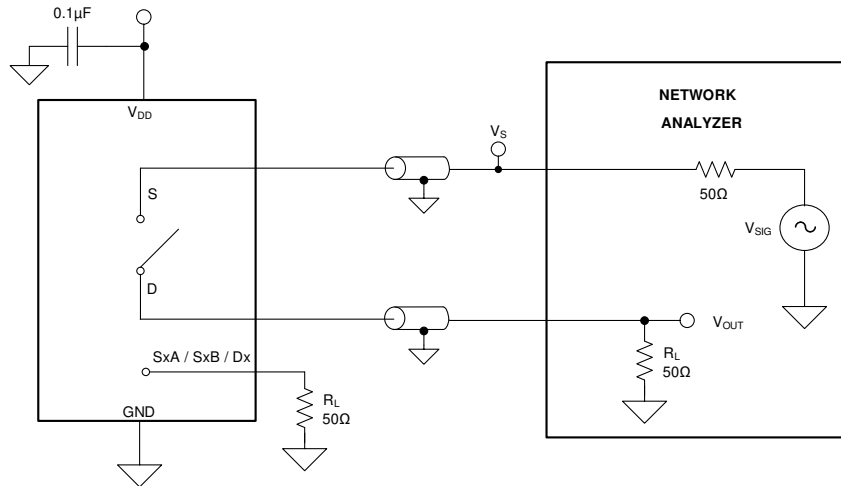 0.1µF
V_DD
S
D
SxA / SxB / Dx
R_L
50Ω
GND
V_S
NETWORK
ANALYZER
50Ω
V_SIG
V_OUT
R_L
50Ω